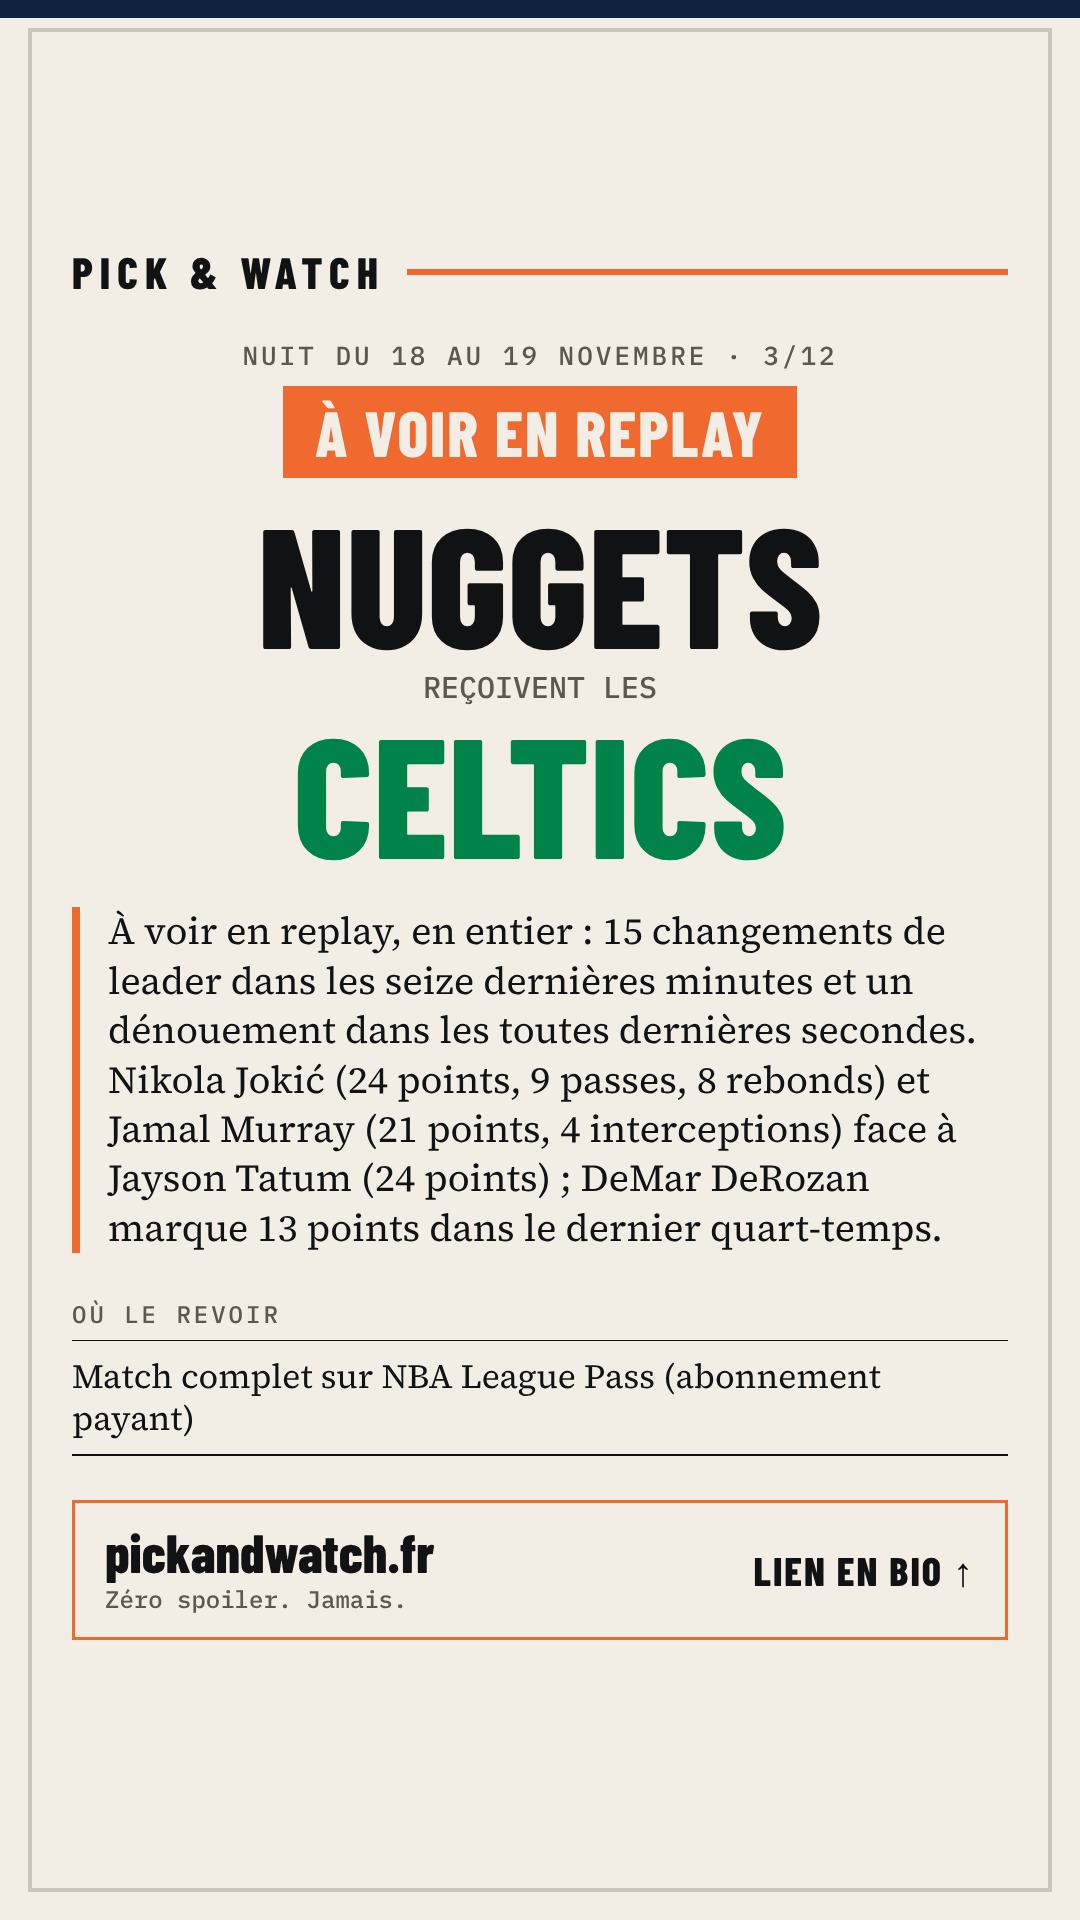 PICK & WATCH
NUIT DU 18 AU 19 NOVEMBRE · 3/12
À VOIR EN REPLAY
NUGGETS
REÇOIVENT LES
CELTICS
À voir en replay, en entier : 15 changements de
leader dans les seize dernières minutes et un
dénouement dans les toutes dernières secondes.
Nikola Jokić (24 points, 9 passes, 8 rebonds) et
Jamal Murray (21 points, 4 interceptions) face à
Jayson Tatum (24 points) ; DeMar DeRozan
marque 13 points dans le dernier quart-temps.
OÙ LE REVOIR
Match complet sur NBA League Pass (abonnement
payant)
pickandwatch.fr
Zéro spoiler. Jamais.
LIEN EN BIO ↑